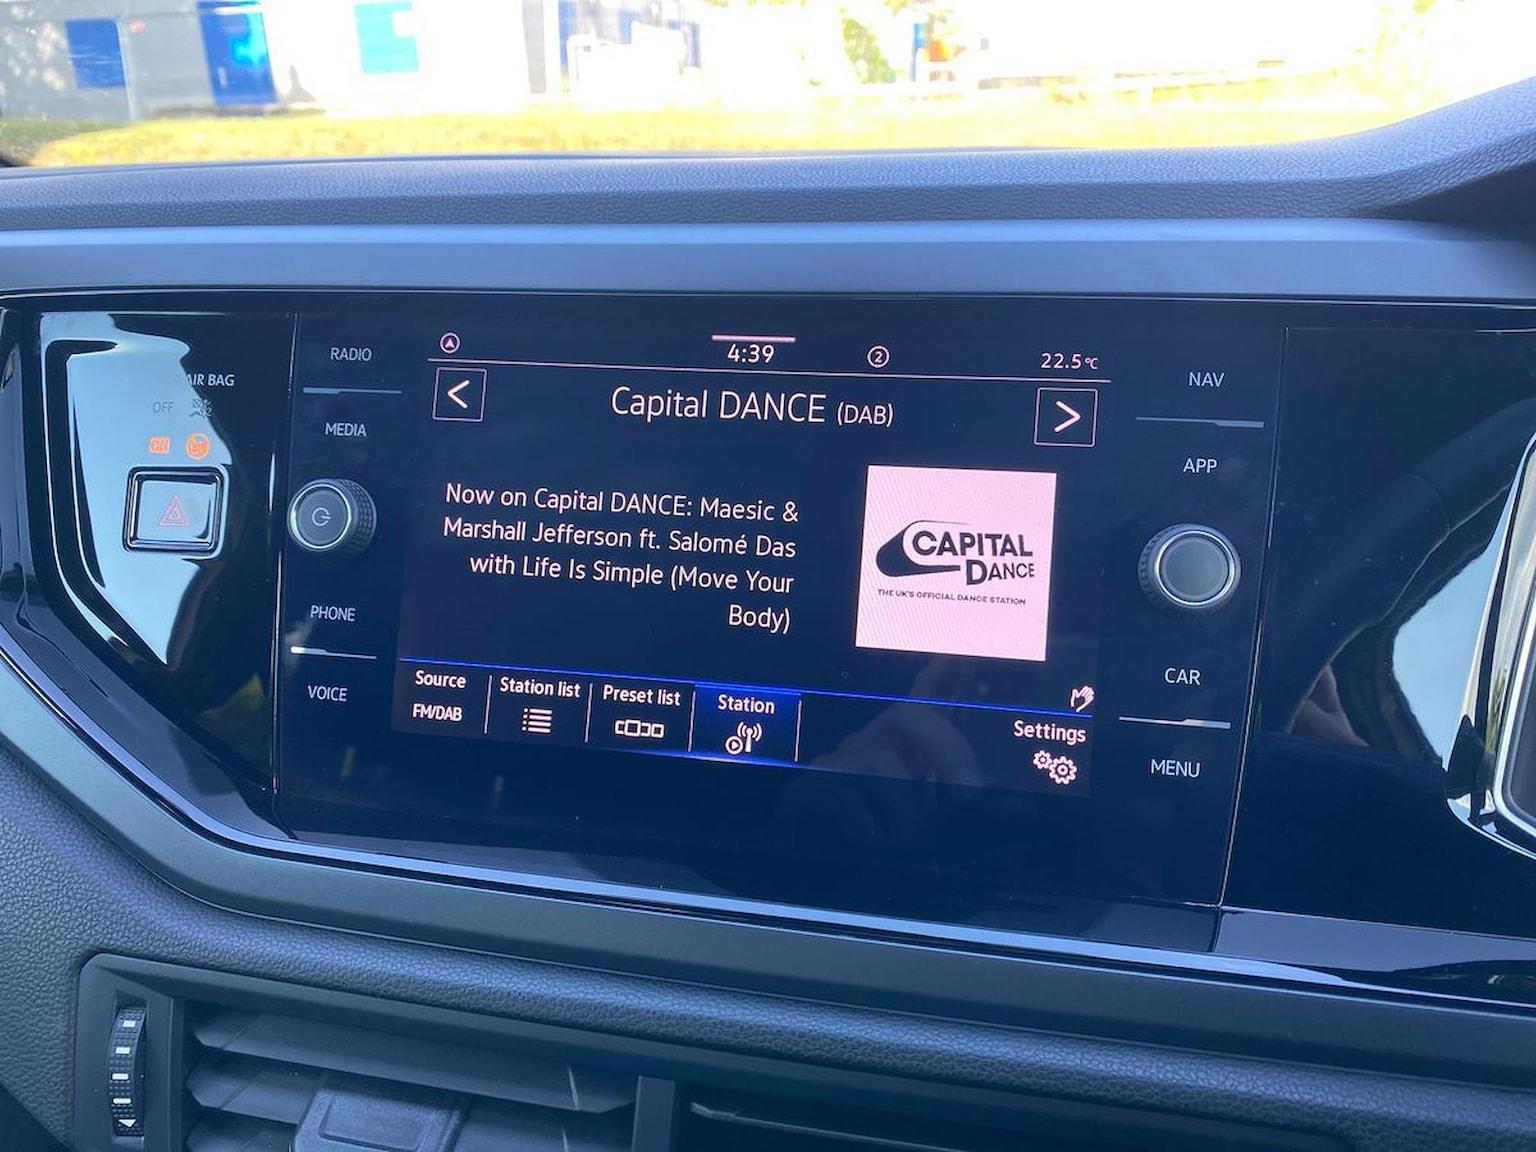 AIR BAG
OFF
ON
RADIO
MEDIA
PHONE
VOICE
4:39
2
22.5°C
Capital DANCE (DAB)
Now on Capital DANCE: Maesic &
Marshall Jefferson ft. Salomé Das
with Life Is Simple (Move Your
Body)
CAPITAL
DANCE
THE UK'S OFFICIAL DANCE STATION
Source
FM/DAB
Station list
Preset list
Station
Settings
NAV
APP
CAR
MENU